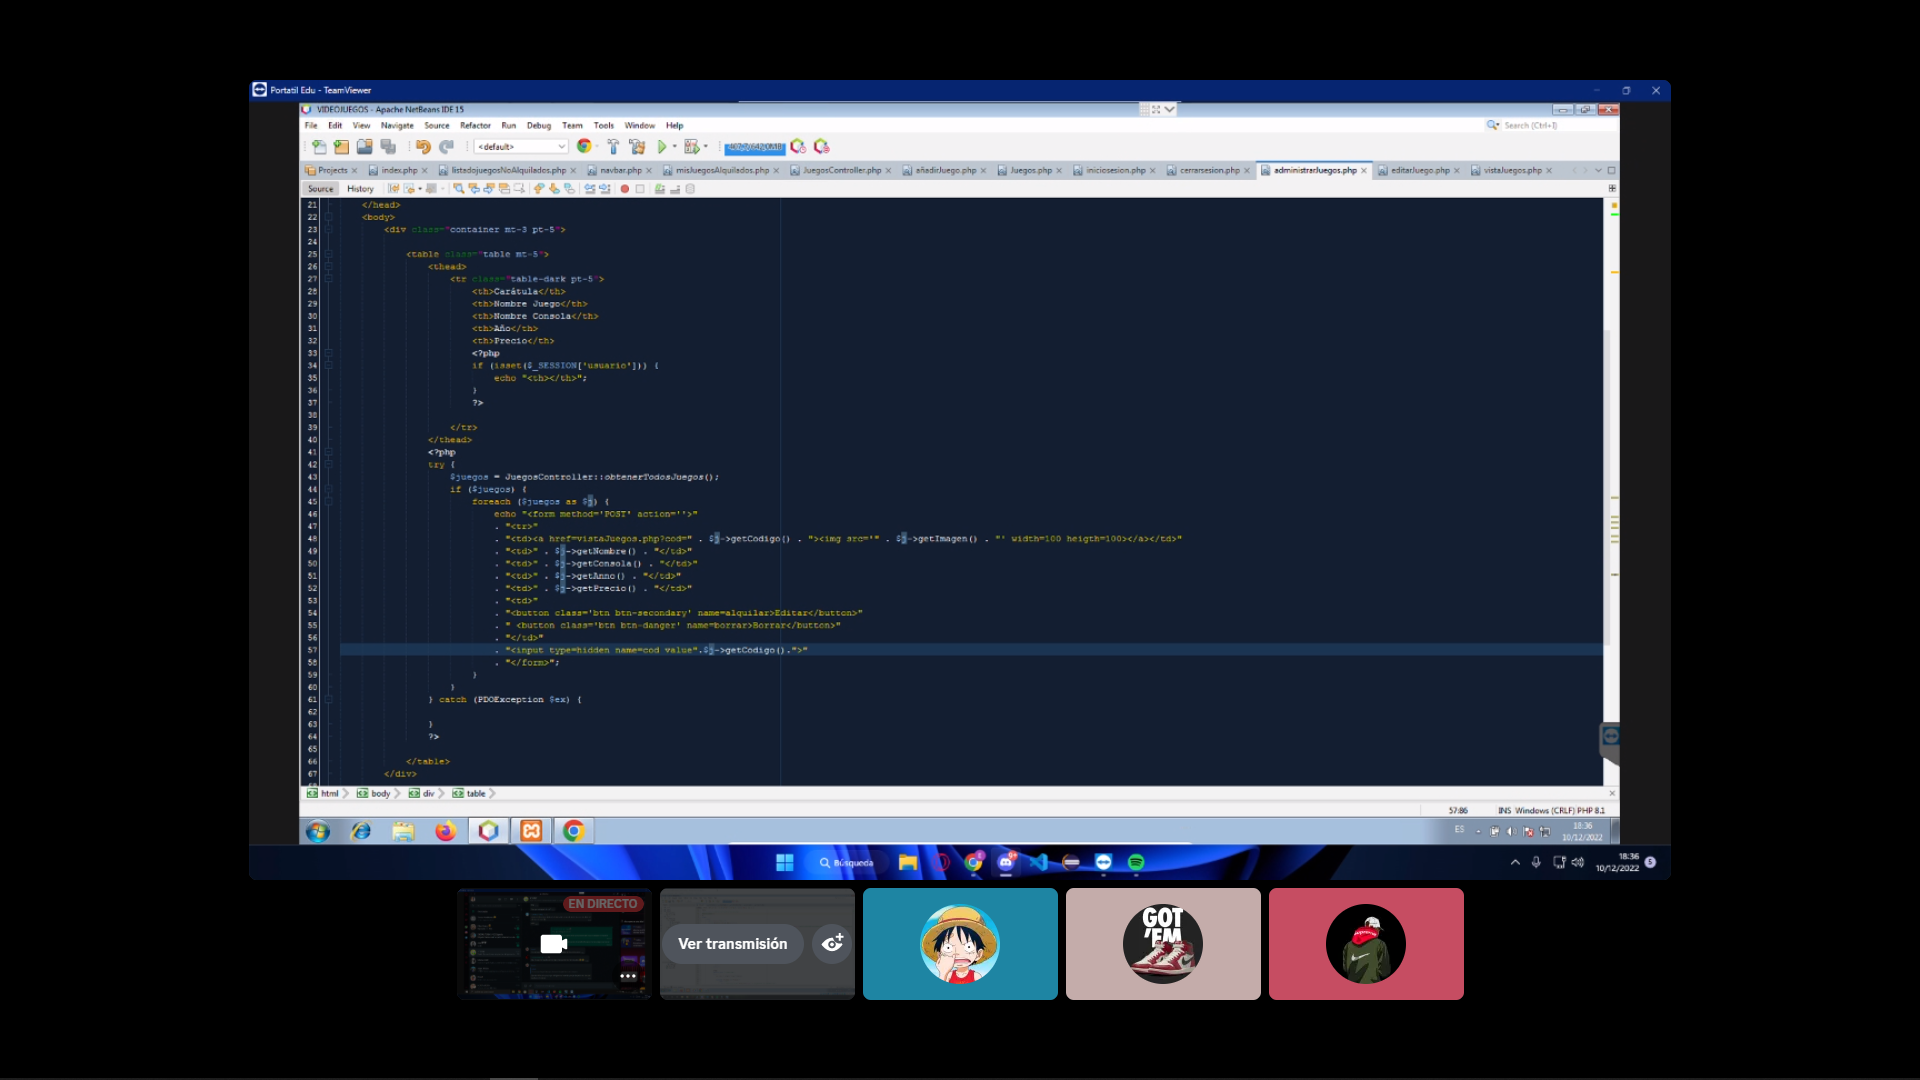 Portatil Edu - TeamViewer
VIDEOJUEGOS - Apache NetBeans IDE 15
File Edit View Navigate Source Refactor Run Debug Team Tools Window Help
Search (Ctrl+I)
<default>
Projects index.php listadojuegosNoAlquilados.php navbar.php misJuegosAlquilados.php JuegosController.php añadirJuego.php Juegos.php iniciosesion.php cerrarsesion.php administrarJuegos.php editarJuego.php vistaJuegos.php
Source History
21 </head>
22 <body>
23 <div class="container mt-3 pt-5">
24
25 <table class="table mt-5">
26 <thead>
27 <tr class="table-dark pt-5">
28 <th>Carátula</th>
29 <th>Nombre Juego</th>
30 <th>Nombre Consola</th>
31 <th>Año</th>
32 <th>Precio</th>
33 <?php
34 if (isset($_SESSION['usuario'])) {
35 echo "<th></th>";
36 }
37 ?>
38
39 </tr>
40 </thead>
41 <?php
42 try {
43 $juegos = JuegosController::obtenerTodosJuegos();
44 if ($juegos) {
45 foreach ($juegos as $j) {
46 echo "<form method='POST' action=''>"
47 . "<tr>"
48 . "<td><a href=vistaJuegos.php?cod=" . $j->getCodigo() . "><img src='" . $j->getImagen() . "' width=100 heigth=100></a></td>"
49 . "<td>" . $j->getNombre() . "</td>"
50 . "<td>" . $j->getConsola() . "</td>"
51 . "<td>" . $j->getAnno() . "</td>"
52 . "<td>" . $j->getPrecio() . "</td>"
53 . "<td>"
54 . "<button class='btn btn-secondary' name=alquilar>Editar</button>"
55 . " <button class='btn btn-danger' name=borrar>Borrar</button>"
56 . "</td>"
57 . "<input type=hidden name=cod value".$j->getCodigo().">"
58 . "</form>";
59 }
60 }
61 } catch (PDOException $ex) {
62
63 }
64 ?>
65
66 </table>
67 </div>
html body div table
57:86 INS Windows (CRLF) PHP 8.1
ES 18:36
10/12/2022
Búsqueda
18:36
10/12/2022
5
EN DIRECTO
Ver transmisión
GOT
'EM